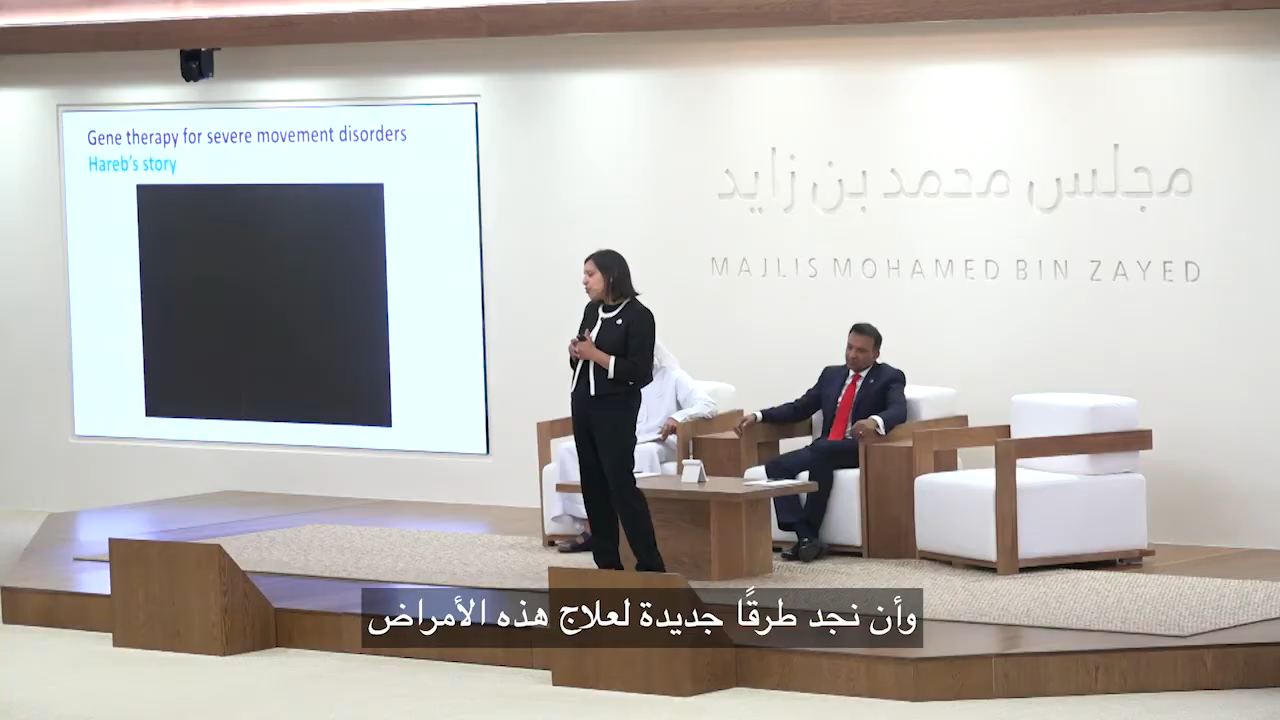 Gene therapy for severe movement disorders
Hareb's story
مجلس محمد بن زايد
MAJLIS MOHAMED BIN ZAYED
وأن نجد طرقًا جديدة لعلاج هذه الأمراض